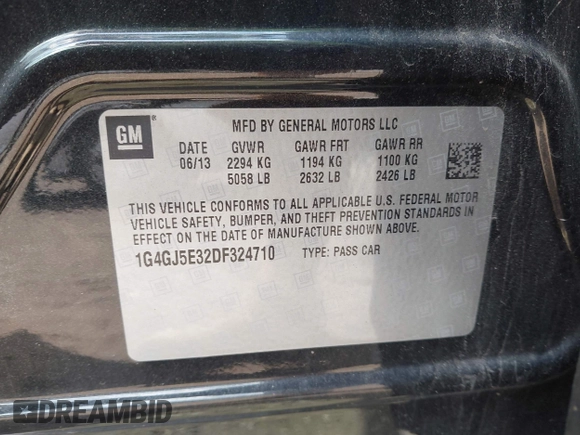 GM ®
MFD BY GENERAL MOTORS LLC
DATE GVWR GAWR FRT GAWR RR
06/13 2294 KG 1194 KG 1100 KG
5058 LB 2632 LB 2426 LB
THIS VEHICLE CONFORMS TO ALL APPLICABLE U.S. FEDERAL MOTOR
VEHICLE SAFETY, BUMPER, AND THEFT PREVENTION STANDARDS IN
EFFECT ON THE DATE OF MANUFACTURE SHOWN ABOVE.
1G4GJ5E32DF324710 TYPE: PASS CAR
DREAMBID